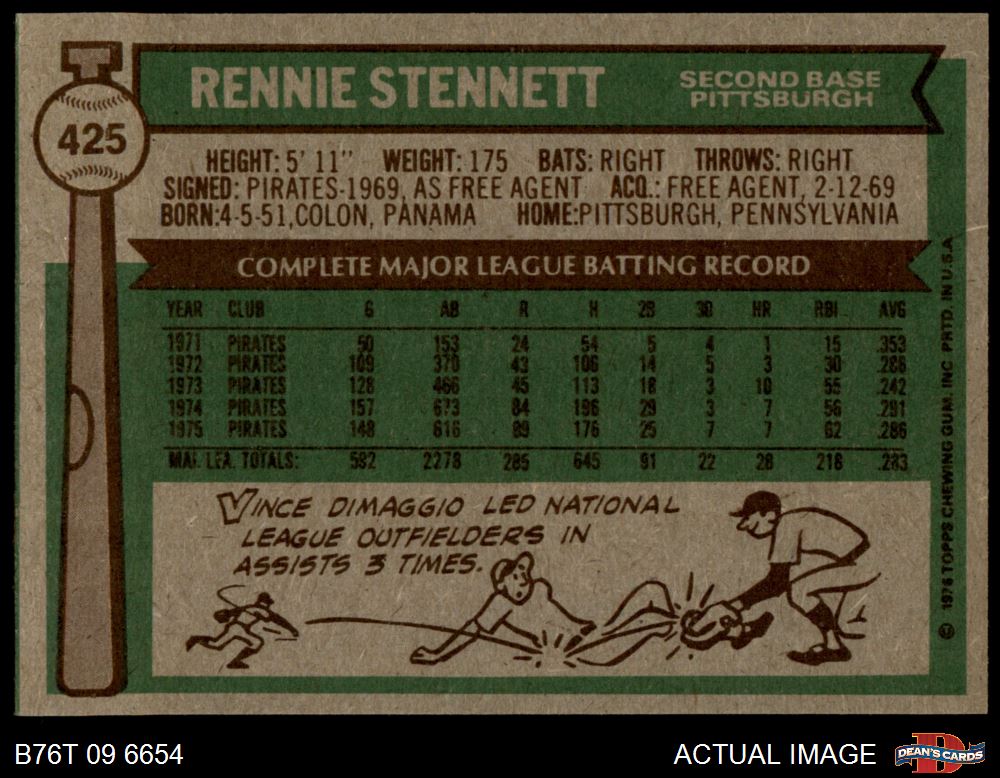 RENNIE STENNETT
SECOND BASE
PITTSBURGH
425
HEIGHT: 5' 11" WEIGHT: 175 BATS: RIGHT THROWS: RIGHT
SIGNED: PIRATES-1969, AS FREE AGENT ACQ.: FREE AGENT, 2-12-69
BORN:4-5-51,COLON, PANAMA HOME:PITTSBURGH, PENNSYLVANIA
COMPLETE MAJOR LEAGUE BATTING RECORD
YEAR CLUB G AB R H 2B 3B HR RBI AVG
1971 PIRATES 50 153 24 54 5 4 1 15 .353
1972 PIRATES 109 370 43 106 14 5 3 30 .286
1973 PIRATES 128 466 45 113 18 3 10 55 .242
1974 PIRATES 157 673 84 196 29 3 7 56 .291
1975 PIRATES 148 616 89 176 25 7 7 62 .286
MAJ. LEA. TOTALS: 592 2278 285 645 91 22 28 218 .283
VINCE DIMAGGIO LED NATIONAL
LEAGUE OUTFIELDERS IN
ASSISTS 3 TIMES.
© 1976 TOPPS CHEWING GUM, INC PRTD. IN U.S.A.
B76T 09 6654
ACTUAL IMAGE
DEAN'S CARDS